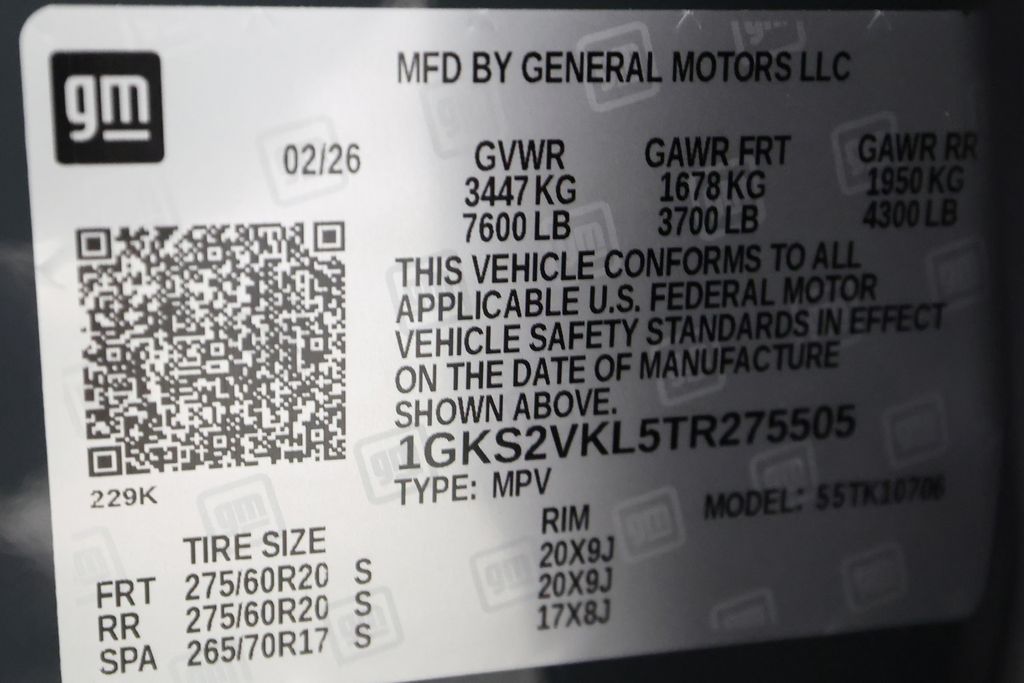 gm
MFD BY GENERAL MOTORS LLC
02/26
GVWR GAWR FRT GAWR RR
3447 KG 1678 KG 1950 KG
7600 LB 3700 LB 4300 LB
THIS VEHICLE CONFORMS TO ALL
APPLICABLE U.S. FEDERAL MOTOR
VEHICLE SAFETY STANDARDS IN EFFECT
ON THE DATE OF MANUFACTURE
SHOWN ABOVE.
1GKS2VKL5TR275505
229K
TYPE: MPV MODEL: 55TK10706
TIRE SIZE RIM
FRT 275/60R20 S 20X9J
RR 275/60R20 S 20X9J
SPA 265/70R17 S 17X8J